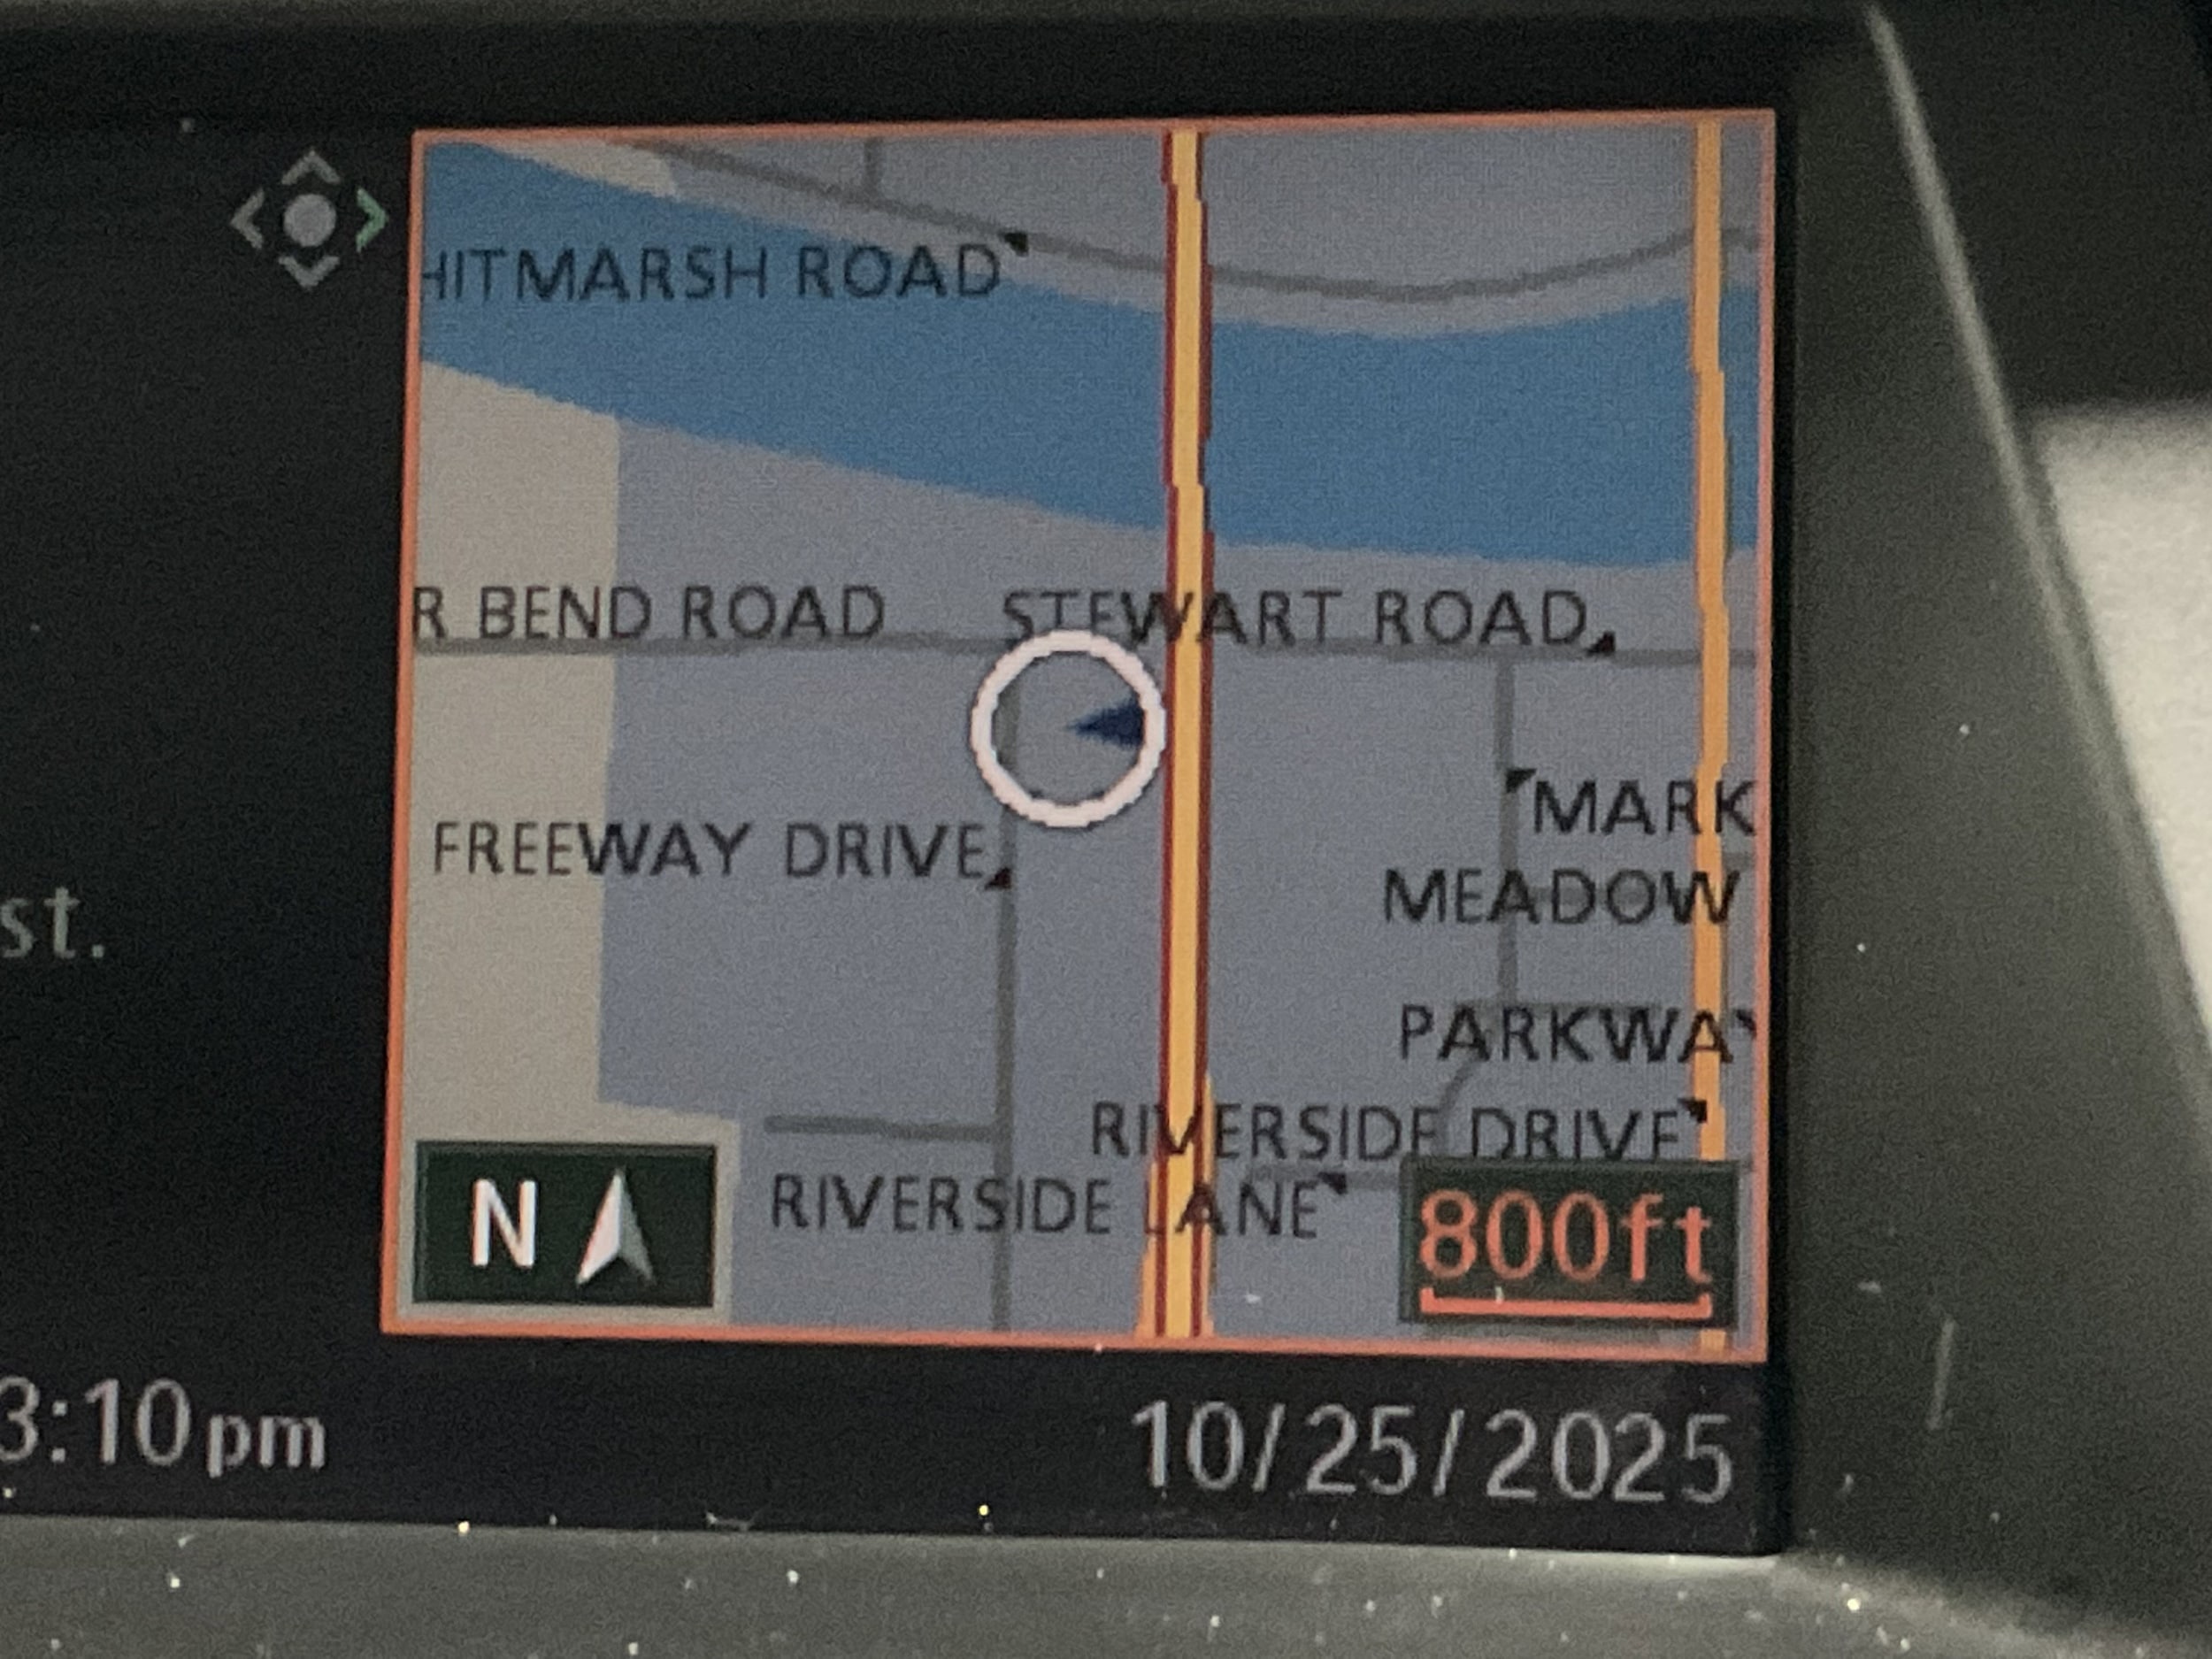 HITMARSH ROAD
R BEND ROAD
STEWART ROAD
MARK
FREEWAY DRIVE
MEADOW
st.
PARKWAY
RIVERSIDE DRIVE
RIVERSIDE LANE
N
800ft
3:10pm
10/25/2025